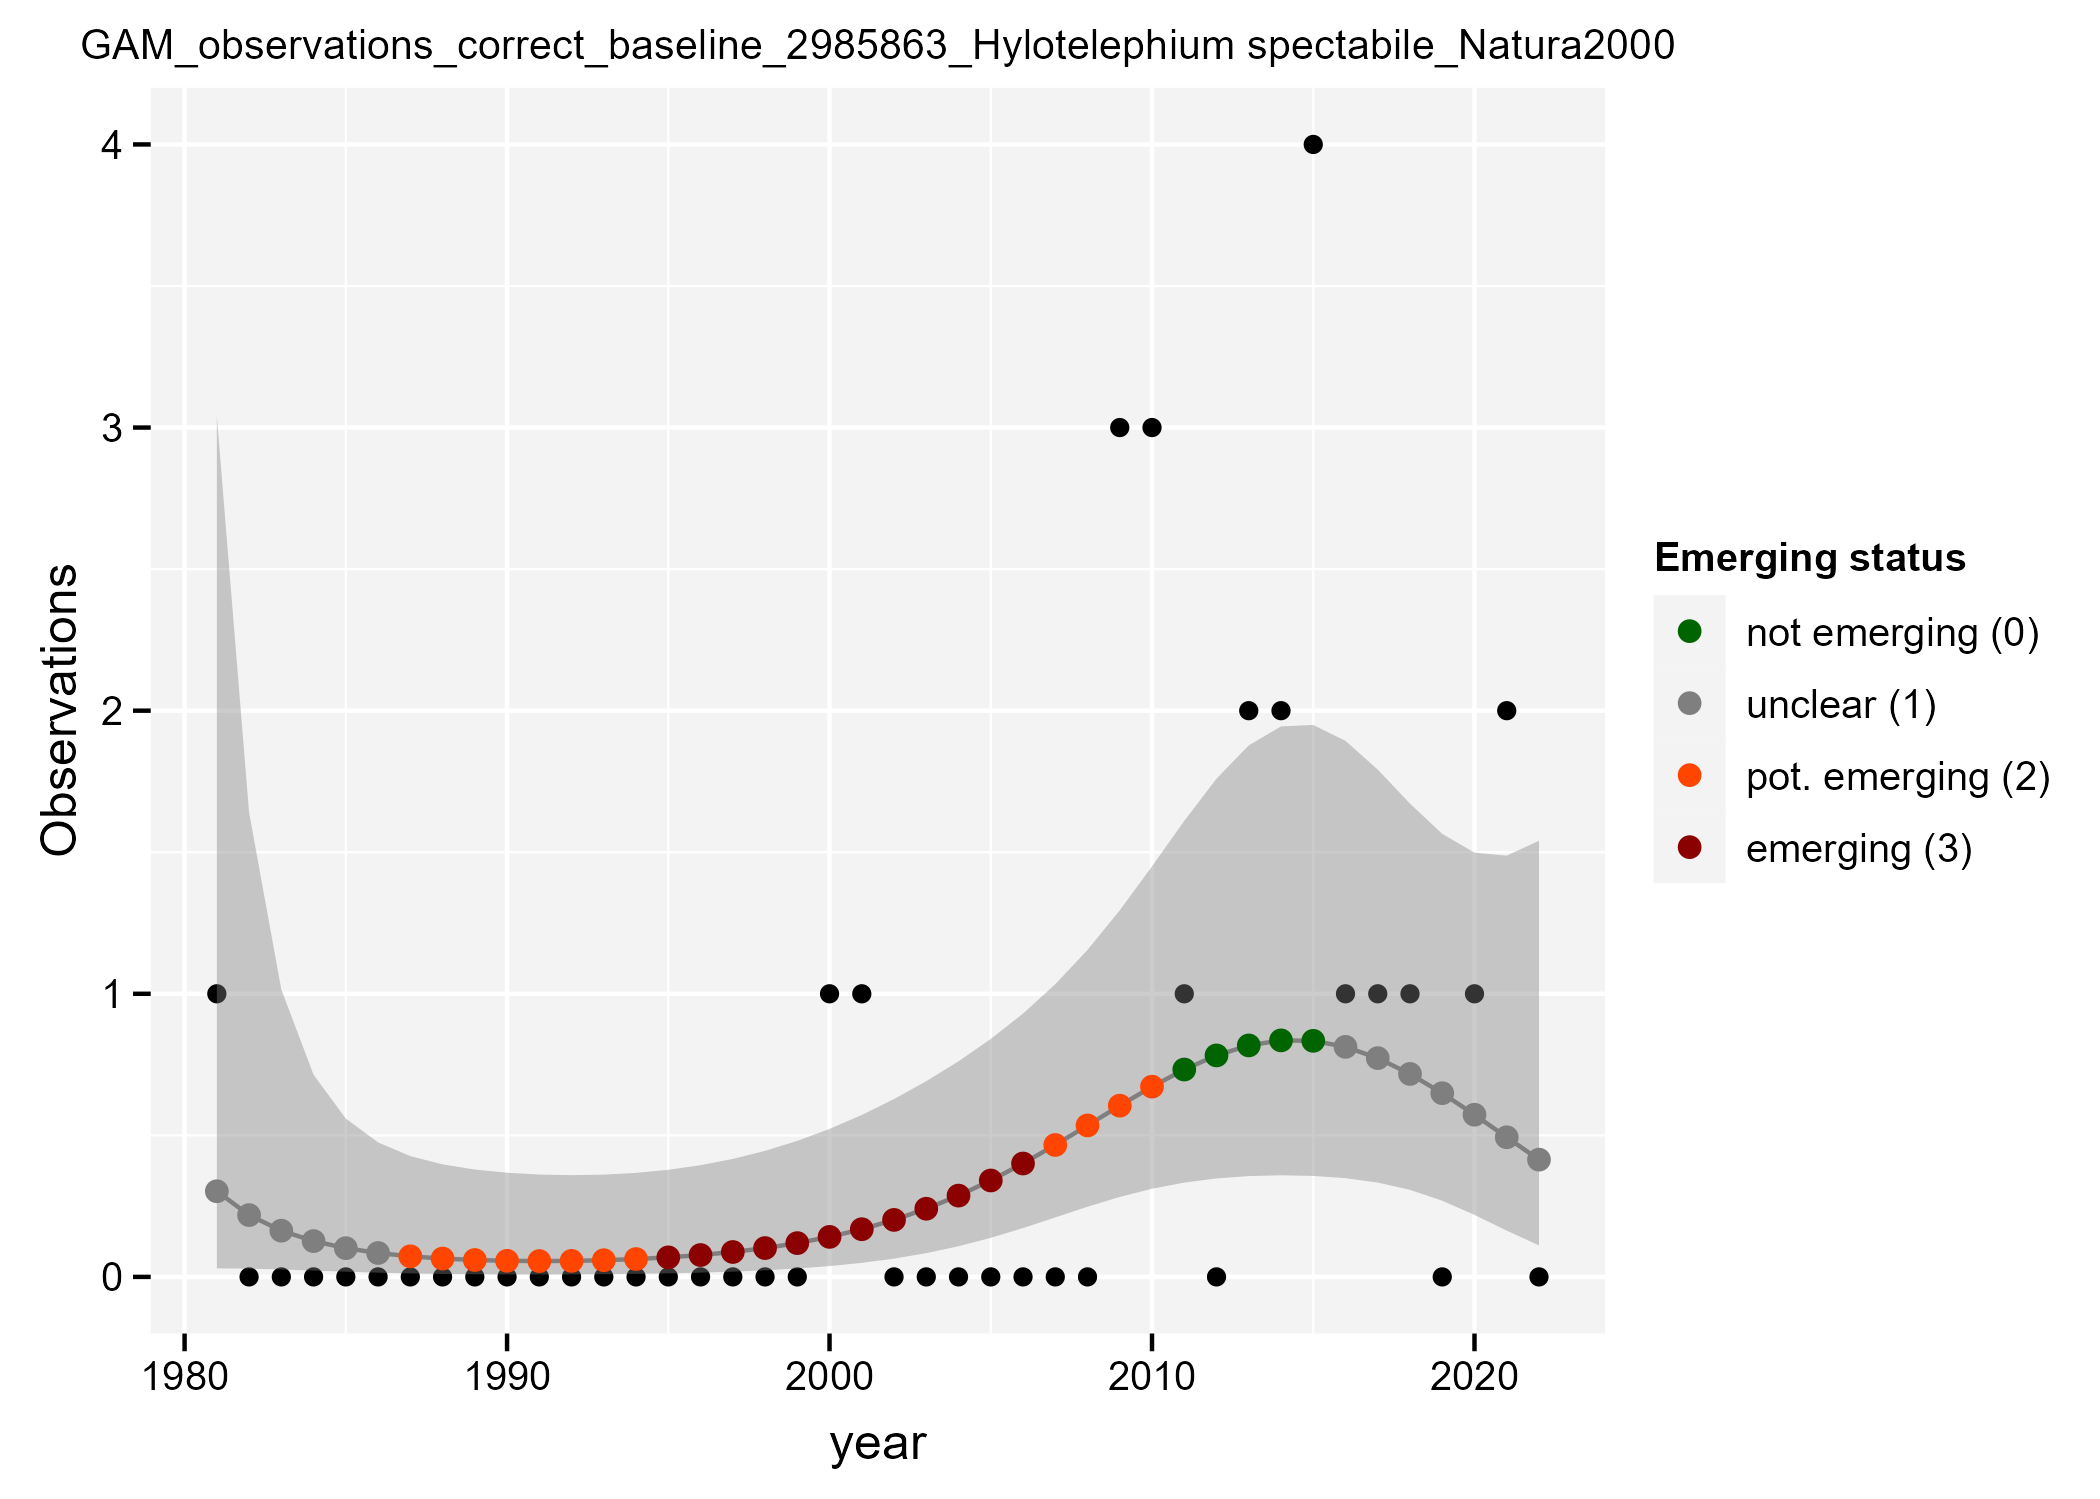 GAM_observations_correct_baseline_2985863_Hylotelephium spectabile_Natura2000
4
3
2
1
0
Observations
1980
1990
2000
2010
2020
year
Emerging status
not emerging (0)
unclear (1)
pot. emerging (2)
emerging (3)